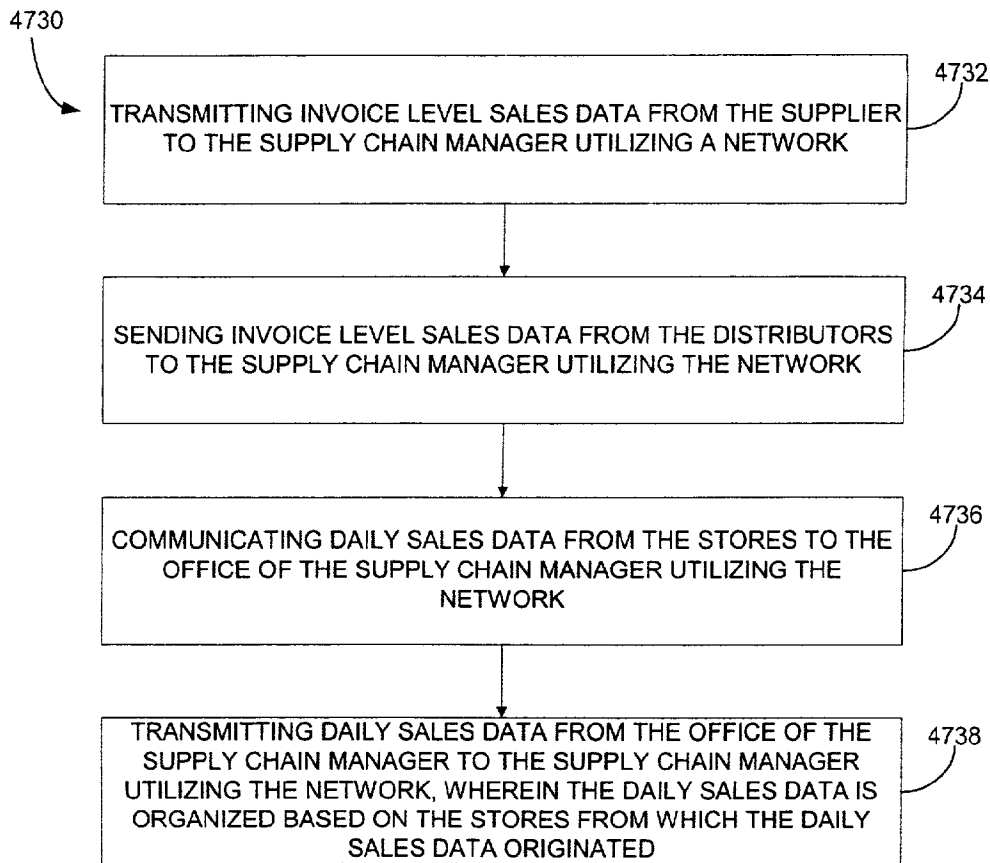 4730
4732
TRANSMITTING INVOICE LEVEL SALES DATA FROM THE SUPPLIER
TO THE SUPPLY CHAIN MANAGER UTILIZING A NETWORK
4734
SENDING INVOICE LEVEL SALES DATA FROM THE DISTRIBUTORS
TO THE SUPPLY CHAIN MANAGER UTILIZING THE NETWORK
4736
COMMUNICATING DAILY SALES DATA FROM THE STORES TO THE
OFFICE OF THE SUPPLY CHAIN MANAGER UTILIZING THE
NETWORK
4738
TRANSMITTING DAILY SALES DATA FROM THE OFFICE OF THE
SUPPLY CHAIN MANAGER TO THE SUPPLY CHAIN MANAGER
UTILIZING THE NETWORK, WHEREIN THE DAILY SALES DATA IS
ORGANIZED BASED ON THE STORES FROM WHICH THE DAILY
SALES DATA ORIGINATED